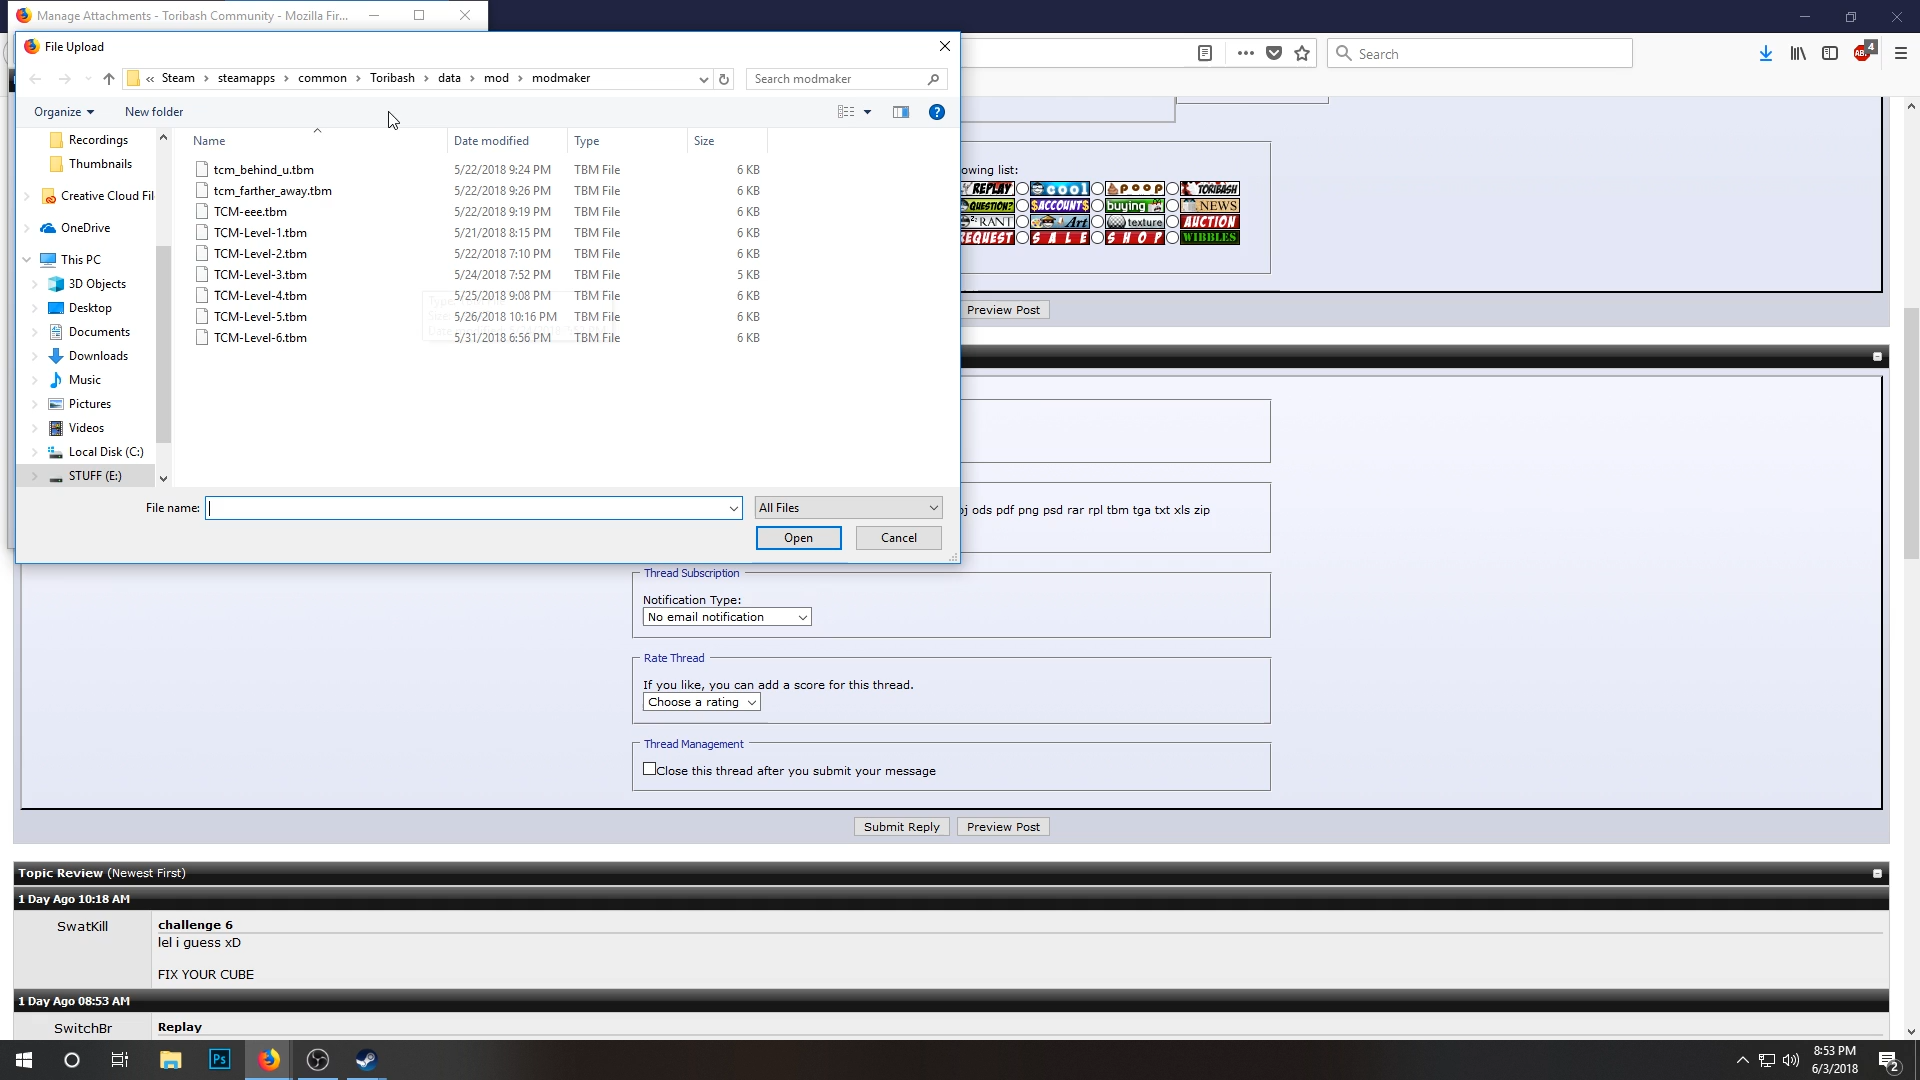 Manage Attachments - Toribash Community - Mozilla Fir...
File Upload
« Steam › steamapps › common › Toribash › data › mod › modmaker
Search modmaker
Search
4
Organize
New folder
?
Recordings
Thumbnails
Creative Cloud Fil
OneDrive
This PC
3D Objects
Desktop
Documents
Downloads
Music
Pictures
Videos
Local Disk (C:)
STUFF (E:)
Name Date modified Type Size
tcm_behind_u.tbm 5/22/2018 9:24 PM TBM File 6 KB
tcm_farther_away.tbm 5/22/2018 9:26 PM TBM File 6 KB
TCM-eee.tbm 5/22/2018 9:19 PM TBM File 6 KB
TCM-Level-1.tbm 5/21/2018 8:15 PM TBM File 6 KB
TCM-Level-2.tbm 5/22/2018 7:10 PM TBM File 6 KB
TCM-Level-3.tbm 5/24/2018 7:52 PM TBM File 5 KB
TCM-Level-4.tbm 5/25/2018 9:08 PM TBM File 6 KB
TCM-Level-5.tbm 5/26/2018 10:16 PM TBM File 6 KB
TCM-Level-6.tbm 5/31/2018 6:56 PM TBM File 6 KB
File name:
All Files
Open Cancel
owing list:
REPLAY cool poop TORIBASH
QUESTION? $ACCOUNT$ buying NEWS
RANT Art texture AUCTION
REQUEST SALE SHOP WIBBLES
Preview Post
ods pdf png psd rar rpl tbm tga txt xls zip
Thread Subscription
Notification Type:
No email notification
Rate Thread
If you like, you can add a score for this thread.
Choose a rating
Thread Management
Close this thread after you submit your message
Submit Reply Preview Post
Topic Review (Newest First)
1 Day Ago 10:18 AM
SwatKill
challenge 6
lel i guess xD
FIX YOUR CUBE
1 Day Ago 08:53 AM
SwitchBr
Replay
Ps
8:53 PM
6/3/2018
2